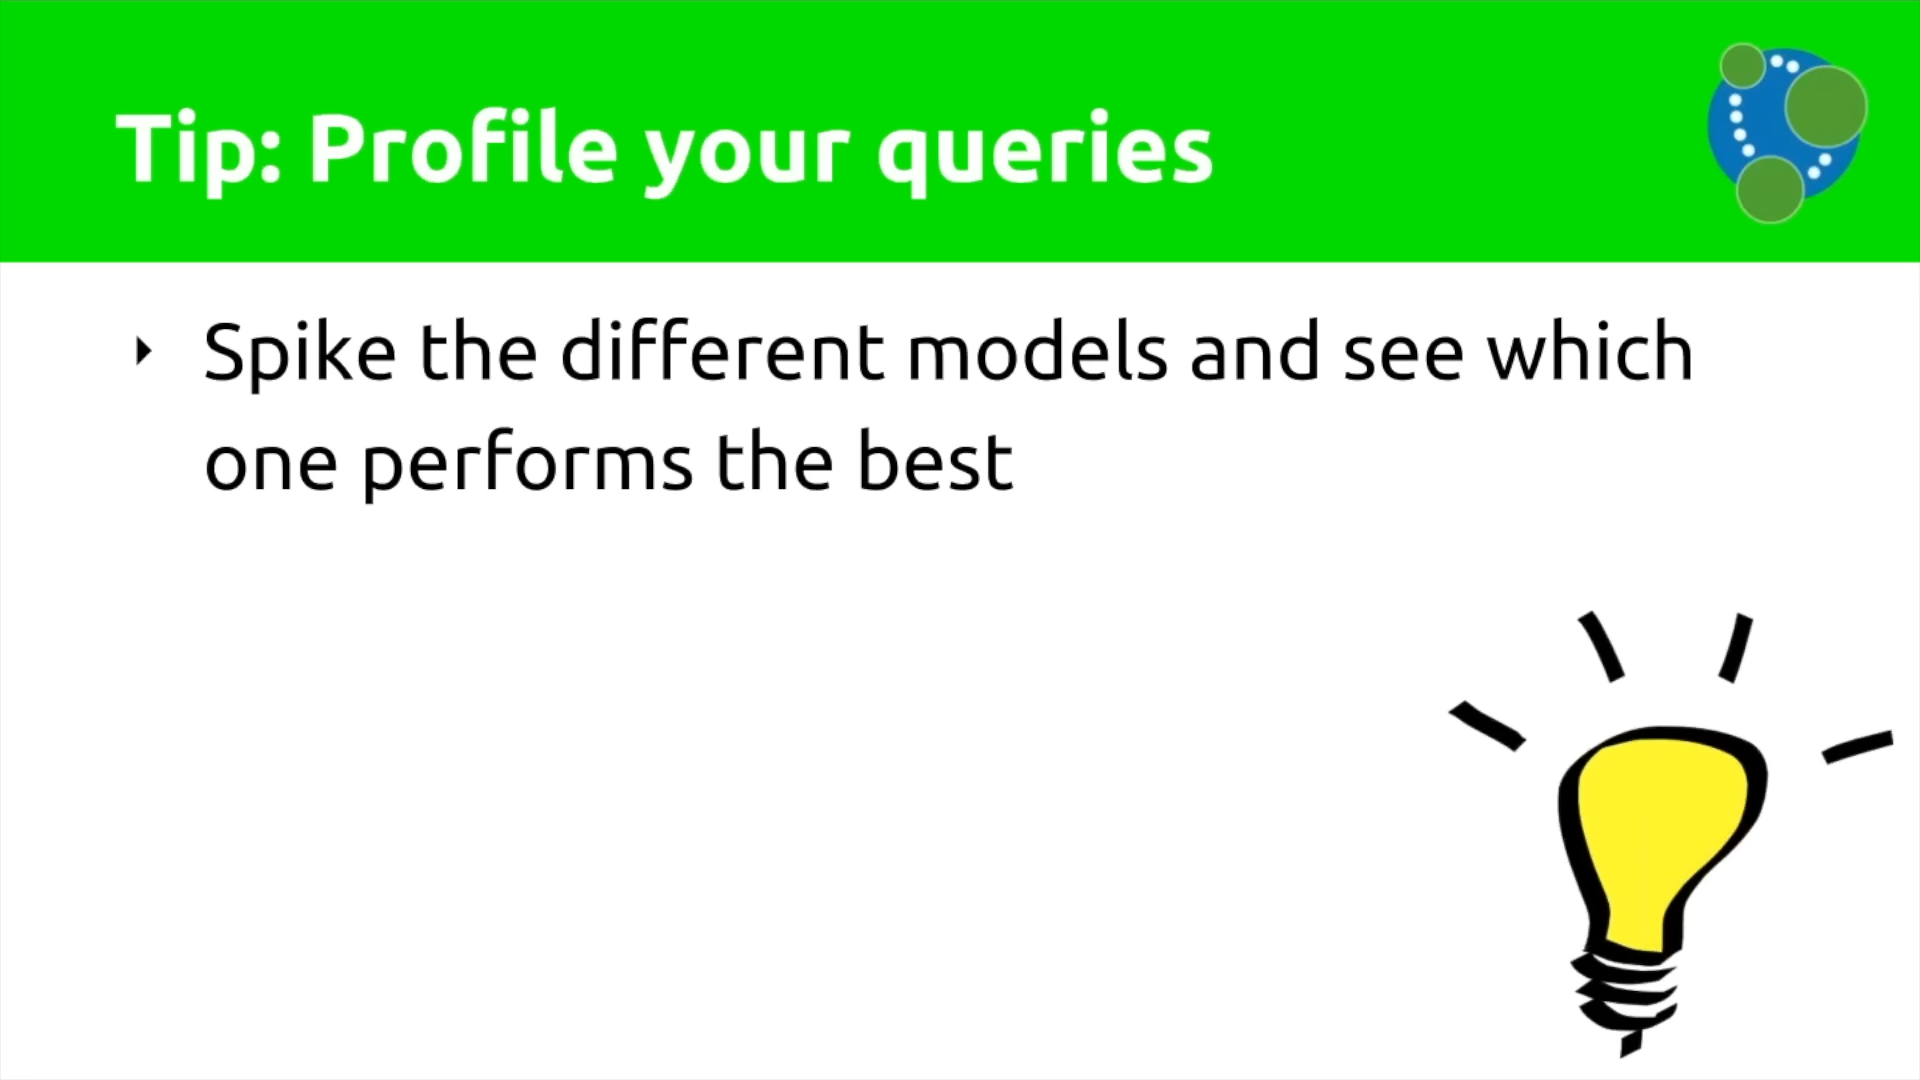 Tip: Profile your queries
‣ Spike the different models and see which
one performs the best